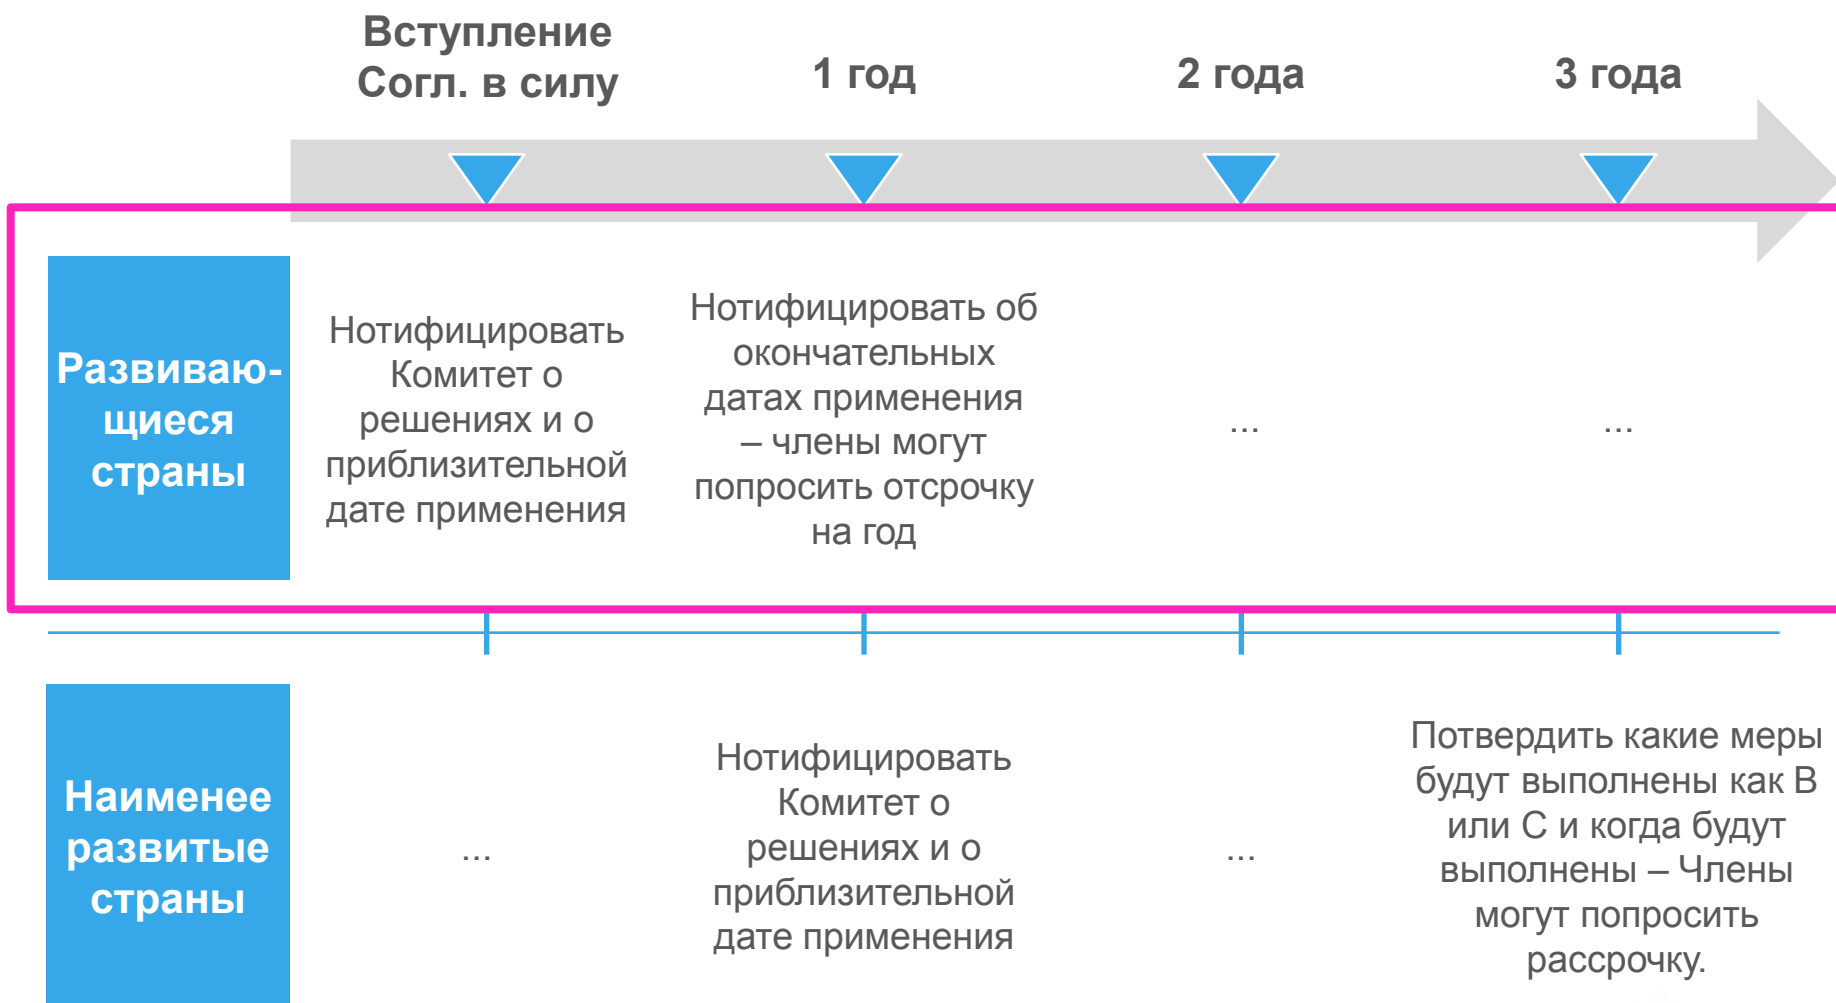 Вступление
Согл. в силу
1 год
2 года
3 года
Развиваю-
щиеся
страны
Нотифицировать
Комитет о
решениях и о
приблизительной
дате применения
Нотифицировать об
окончательных
датах применения
– члены могут
попросить отсрочку
на год
...
...
Наименее
развитые
страны
...
Нотифицировать
Комитет о
решениях и о
приблизительной
дате применения
...
Потвердить какие меры
будут выполнены как В
или С и когда будут
выполнены – Члены
могут попросить
рассрочку.